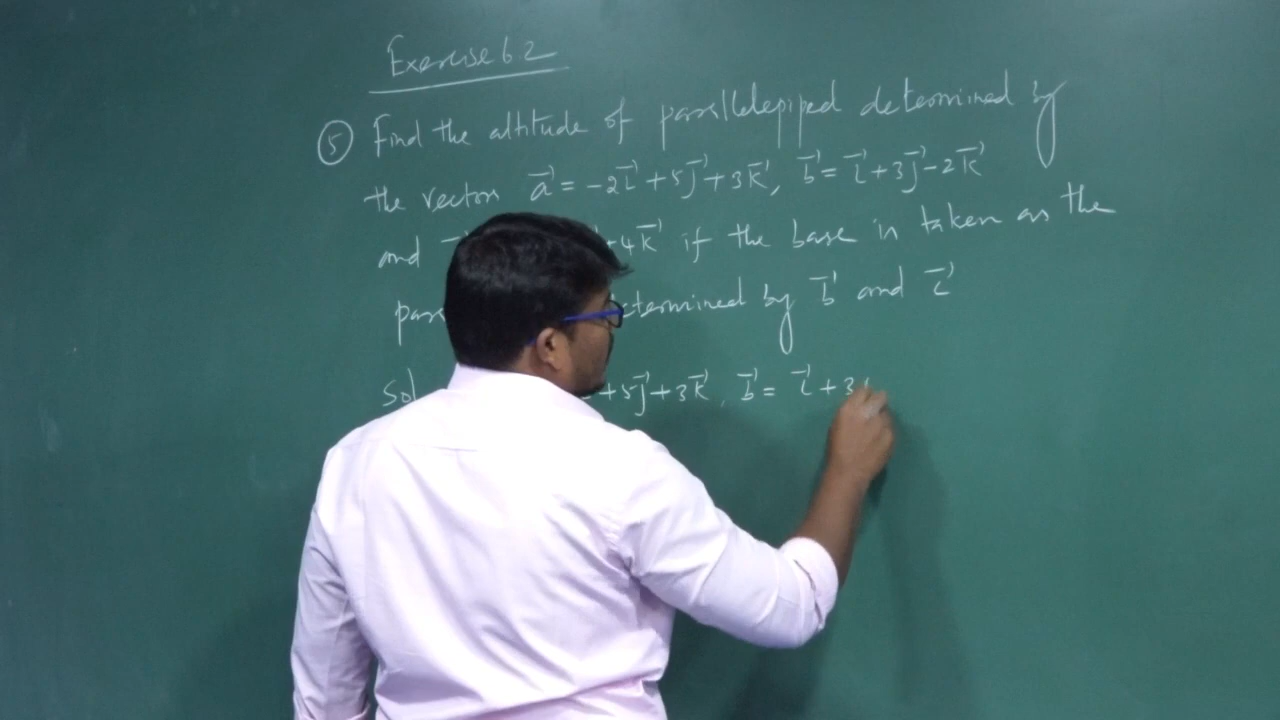 Exercise 6 2
⑤ Find the altitude of parallelepiped determined by
the vectors a⃗ = -2i⃗ + 5j⃗ + 3k⃗, b⃗ = i⃗ + 3j⃗ - 2k⃗
and + 4k⃗ if the base is taken as the
determined by b⃗ and c⃗
Sol + 5j⃗ + 3k⃗, b⃗ = i⃗ + 3